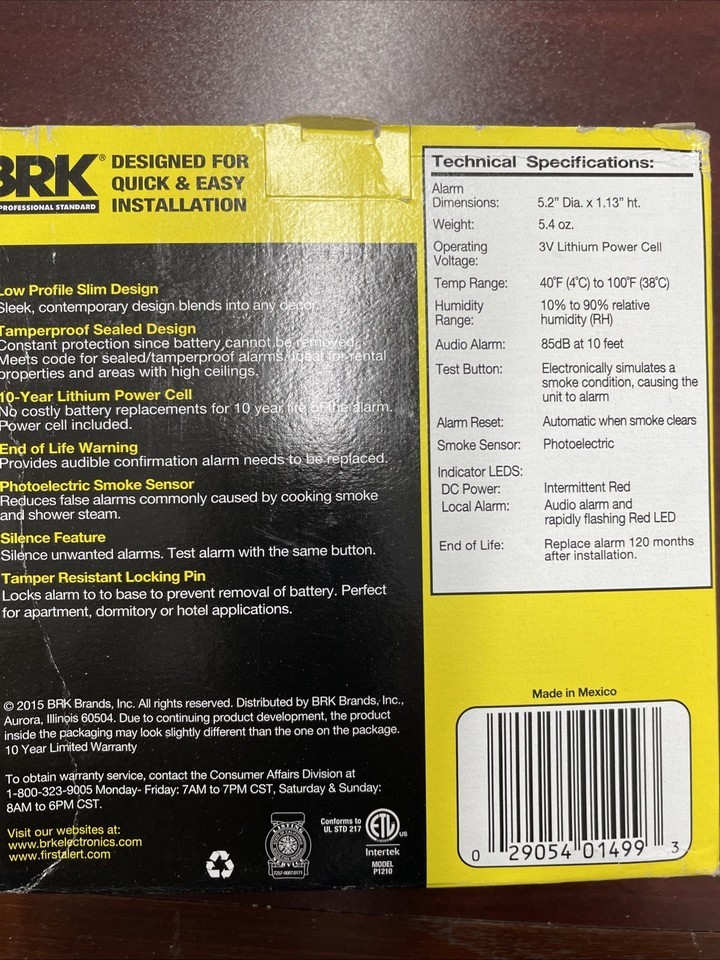 BRK® DESIGNED FOR
QUICK & EASY
INSTALLATION
PROFESSIONAL STANDARD
Low Profile Slim Design
Sleek, contemporary design blends into any decor.
Tamperproof Sealed Design
Constant protection since battery cannot be removed.
Meets code for sealed/tamperproof alarms. Ideal for rental
properties and areas with high ceilings.
10-Year Lithium Power Cell
No costly battery replacements for 10 year life of the alarm.
Power cell included.
End of Life Warning
Provides audible confirmation alarm needs to be replaced.
Photoelectric Smoke Sensor
Reduces false alarms commonly caused by cooking smoke
and shower steam.
Silence Feature
Silence unwanted alarms. Test alarm with the same button.
Tamper Resistant Locking Pin
Locks alarm to to base to prevent removal of battery. Perfect
for apartment, dormitory or hotel applications.
© 2015 BRK Brands, Inc. All rights reserved. Distributed by BRK Brands, Inc.,
Aurora, Illinois 60504. Due to continuing product development, the product
inside the packaging may look slightly different than the one on the package.
10 Year Limited Warranty
To obtain warranty service, contact the Consumer Affairs Division at
1-800-323-9005 Monday- Friday: 7AM to 7PM CST, Saturday & Sunday:
8AM to 6PM CST.
Visit our websites at:
www.brkelectronics.com
www.firstalert.com
LISTED
7257-0067:0171
Conforms to
UL STD 217
ETL US
Intertek
MODEL
P1210
Technical Specifications:
Alarm
Dimensions: 5.2” Dia. x 1.13” ht.
Weight: 5.4 oz.
Operating 3V Lithium Power Cell
Voltage:
Temp Range: 40˚F (4˚C) to 100˚F (38˚C)
Humidity 10% to 90% relative
Range: humidity (RH)
Audio Alarm: 85dB at 10 feet
Test Button: Electronically simulates a
smoke condition, causing the
unit to alarm
Alarm Reset: Automatic when smoke clears
Smoke Sensor: Photoelectric
Indicator LEDS:
DC Power: Intermittent Red
Local Alarm: Audio alarm and
rapidly flashing Red LED
End of Life: Replace alarm 120 months
after installation.
Made in Mexico
0 29054 01499 3